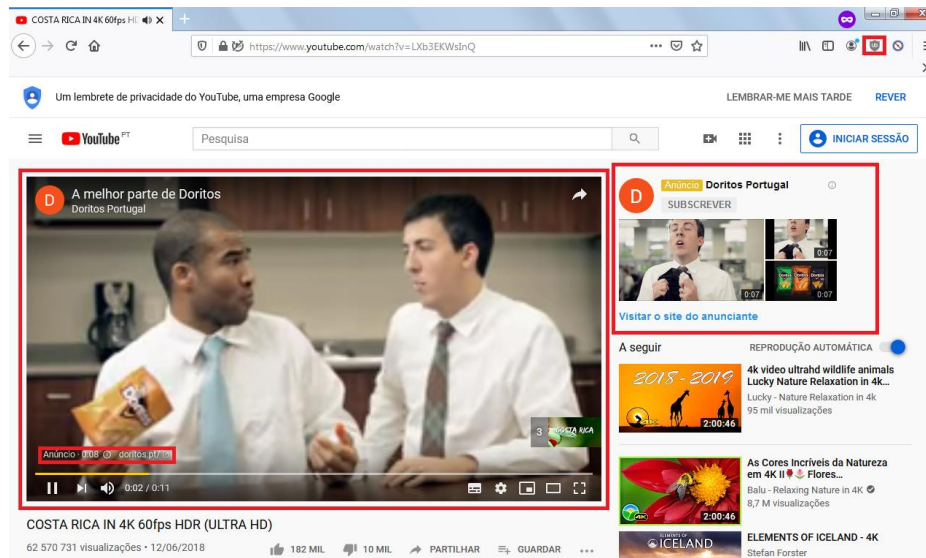 COSTA RICA IN 4K 60fps HD
https://www.youtube.com/watch?v=LXb3EKWsInQ
Um lembrete de privacidade do YouTube, uma empresa Google
LEMBRAR-ME MAIS TARDE
REVER
YouTube PT
Pesquisa
INICIAR SESSÃO
D
A melhor parte de Doritos
Doritos Portugal
3
COSTA RICA
Anúncio · 0:08
doritos.pt/
0:02 / 0:11
COSTA RICA IN 4K 60fps HDR (ULTRA HD)
62 570 731 visualizações • 12/06/2018
182 MIL
10 MIL
PARTILHAR
GUARDAR
D
Anúncio Doritos Portugal
SUBSCREVER
0:07
0:07
0:07
Visitar o site do anunciante
A seguir
REPRODUÇÃO AUTOMÁTICA
2018 - 2019
2:00:46
4k video ultrahd wildlife animals
Lucky Nature Relaxation in 4k...
Lucky - Nature Relaxation in 4k
95 mil visualizações
2:00:46
As Cores Incríveis da Natureza
em 4K II Flores...
Balu - Relaxing Nature in 4K
8,7 M visualizações
ELEMENTS OF
ICELAND
ELEMENTS OF ICELAND - 4K
Stefan Forster